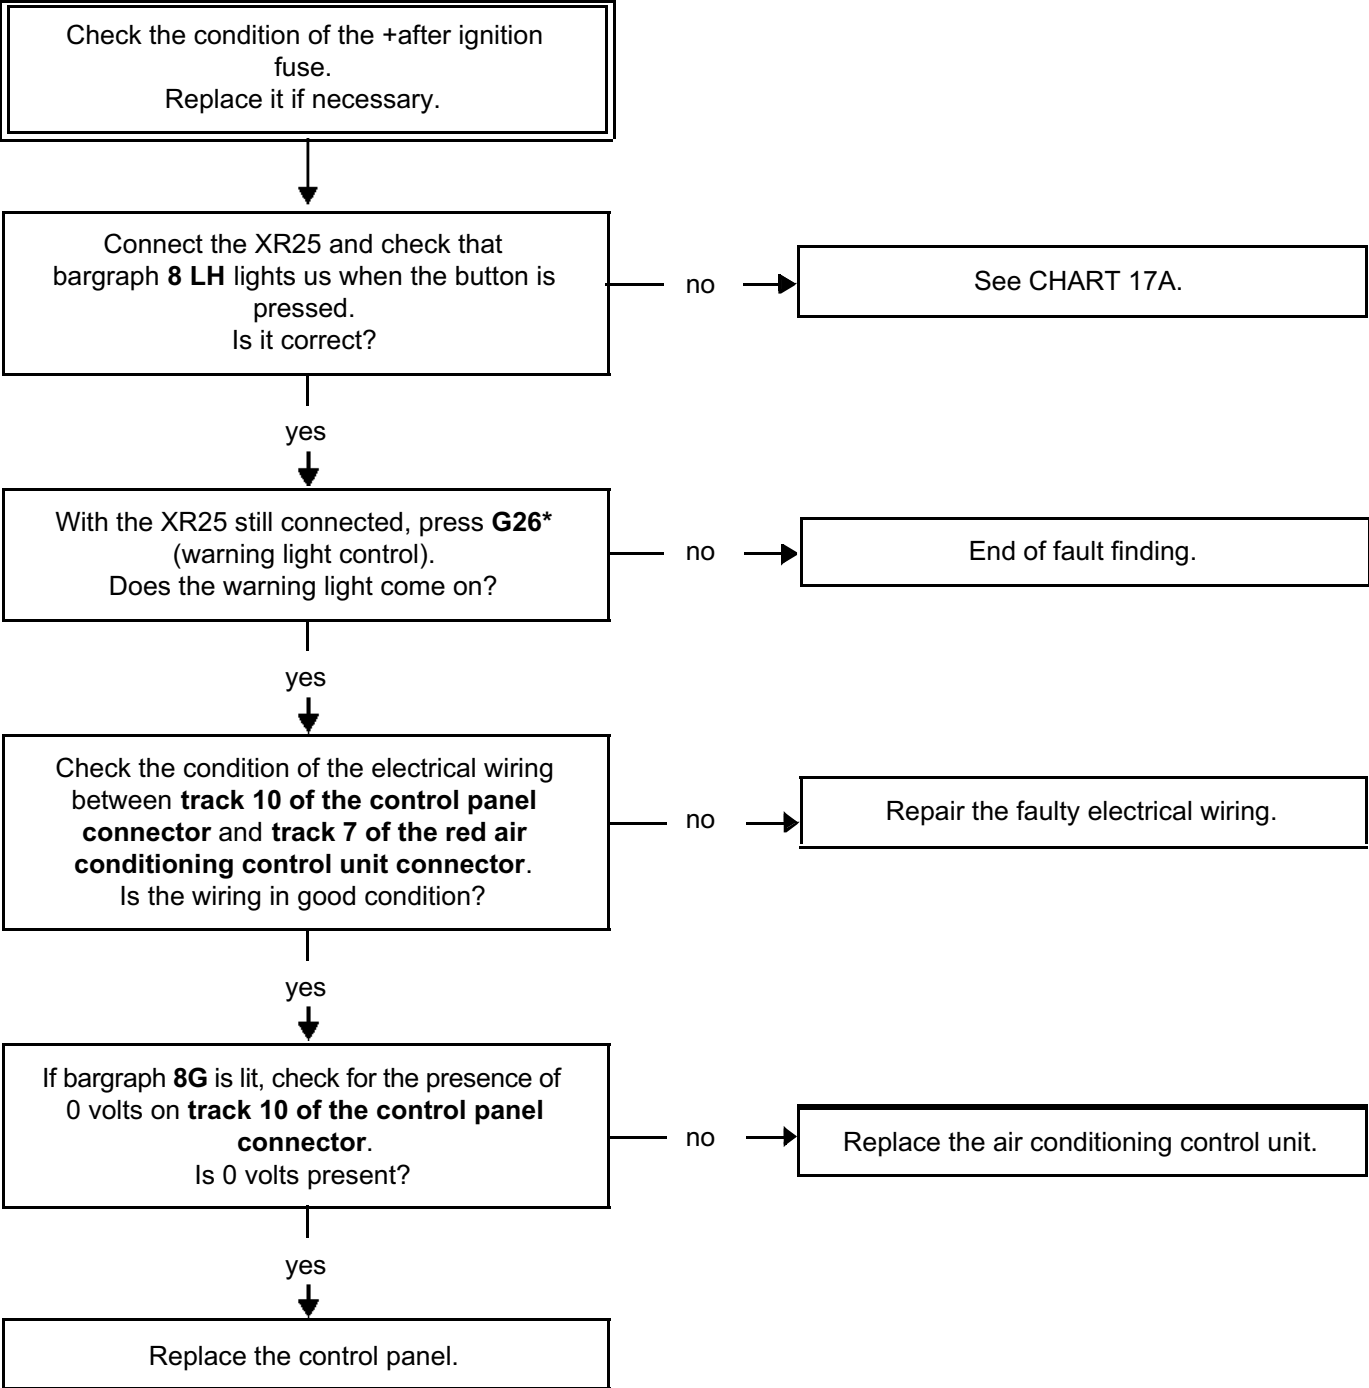 Check the condition of the +after ignition
fuse.
Replace it if necessary.
Connect the XR25 and check that
bargraph 8 LH lights us when the button is
pressed.
Is it correct?
no
See CHART 17A.
yes
With the XR25 still connected, press G26*
(warning light control).
Does the warning light come on?
no
End of fault finding.
yes
Check the condition of the electrical wiring
between track 10 of the control panel
connector and track 7 of the red air
conditioning control unit connector.
Is the wiring in good condition?
no
Repair the faulty electrical wiring.
yes
If bargraph 8G is lit, check for the presence of
0 volts on track 10 of the control panel
connector.
Is 0 volts present?
no
Replace the air conditioning control unit.
yes
Replace the control panel.